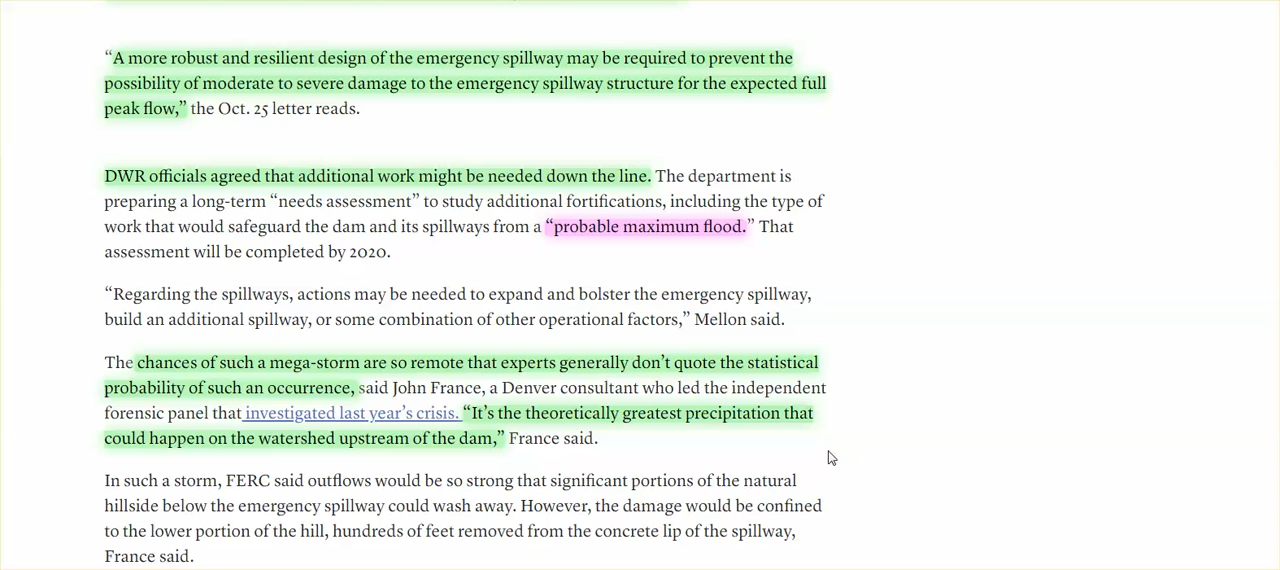 “A more robust and resilient design of the emergency spillway may be required to prevent the
possibility of moderate to severe damage to the emergency spillway structure for the expected full
peak flow,” the Oct. 25 letter reads.
DWR officials agreed that additional work might be needed down the line. The department is
preparing a long-term “needs assessment” to study additional fortifications, including the type of
work that would safeguard the dam and its spillways from a “probable maximum flood.” That
assessment will be completed by 2020.
“Regarding the spillways, actions may be needed to expand and bolster the emergency spillway,
build an additional spillway, or some combination of other operational factors,” Mellon said.
The chances of such a mega-storm are so remote that experts generally don’t quote the statistical
probability of such an occurrence, said John France, a Denver consultant who led the independent
forensic panel that investigated last year’s crisis. “It’s the theoretically greatest precipitation that
could happen on the watershed upstream of the dam,” France said.
In such a storm, FERC said outflows would be so strong that significant portions of the natural
hillside below the emergency spillway could wash away. However, the damage would be confined
to the lower portion of the hill, hundreds of feet removed from the concrete lip of the spillway,
France said.